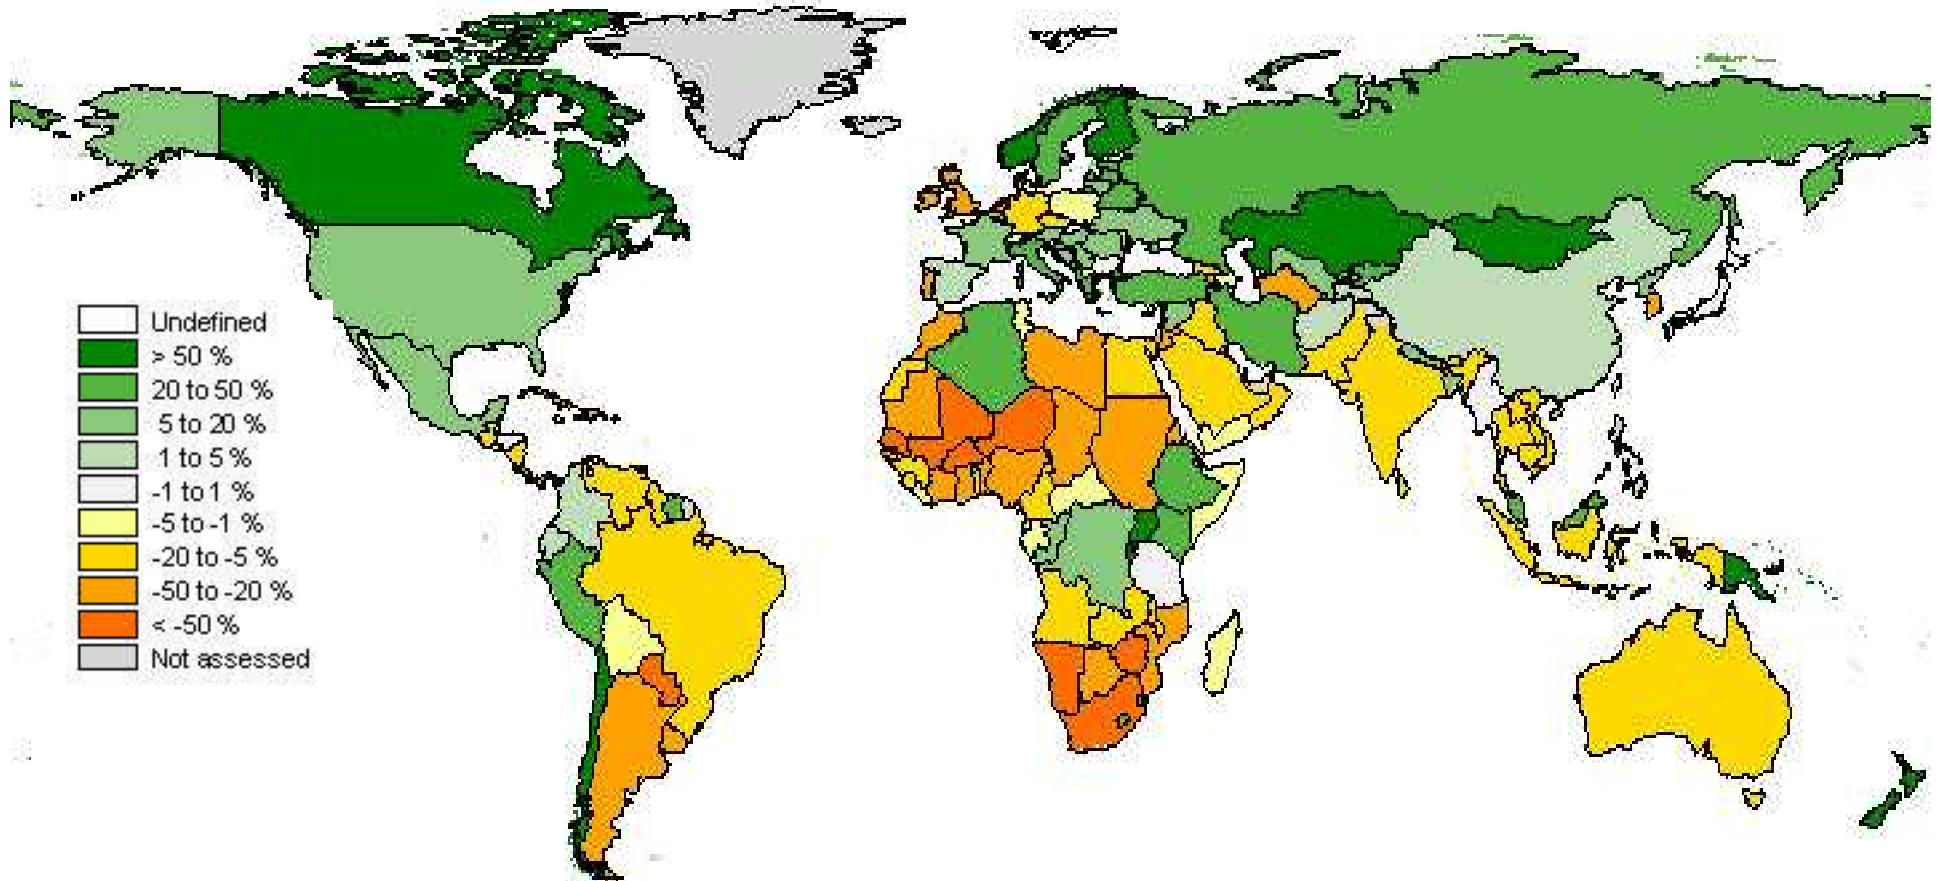 Undefined
> 50 %
20 to 50 %
5 to 20 %
1 to 5 %
-1 to 1 %
-5 to -1 %
-20 to -5 %
-50 to -20 %
< -50 %
Not assessed